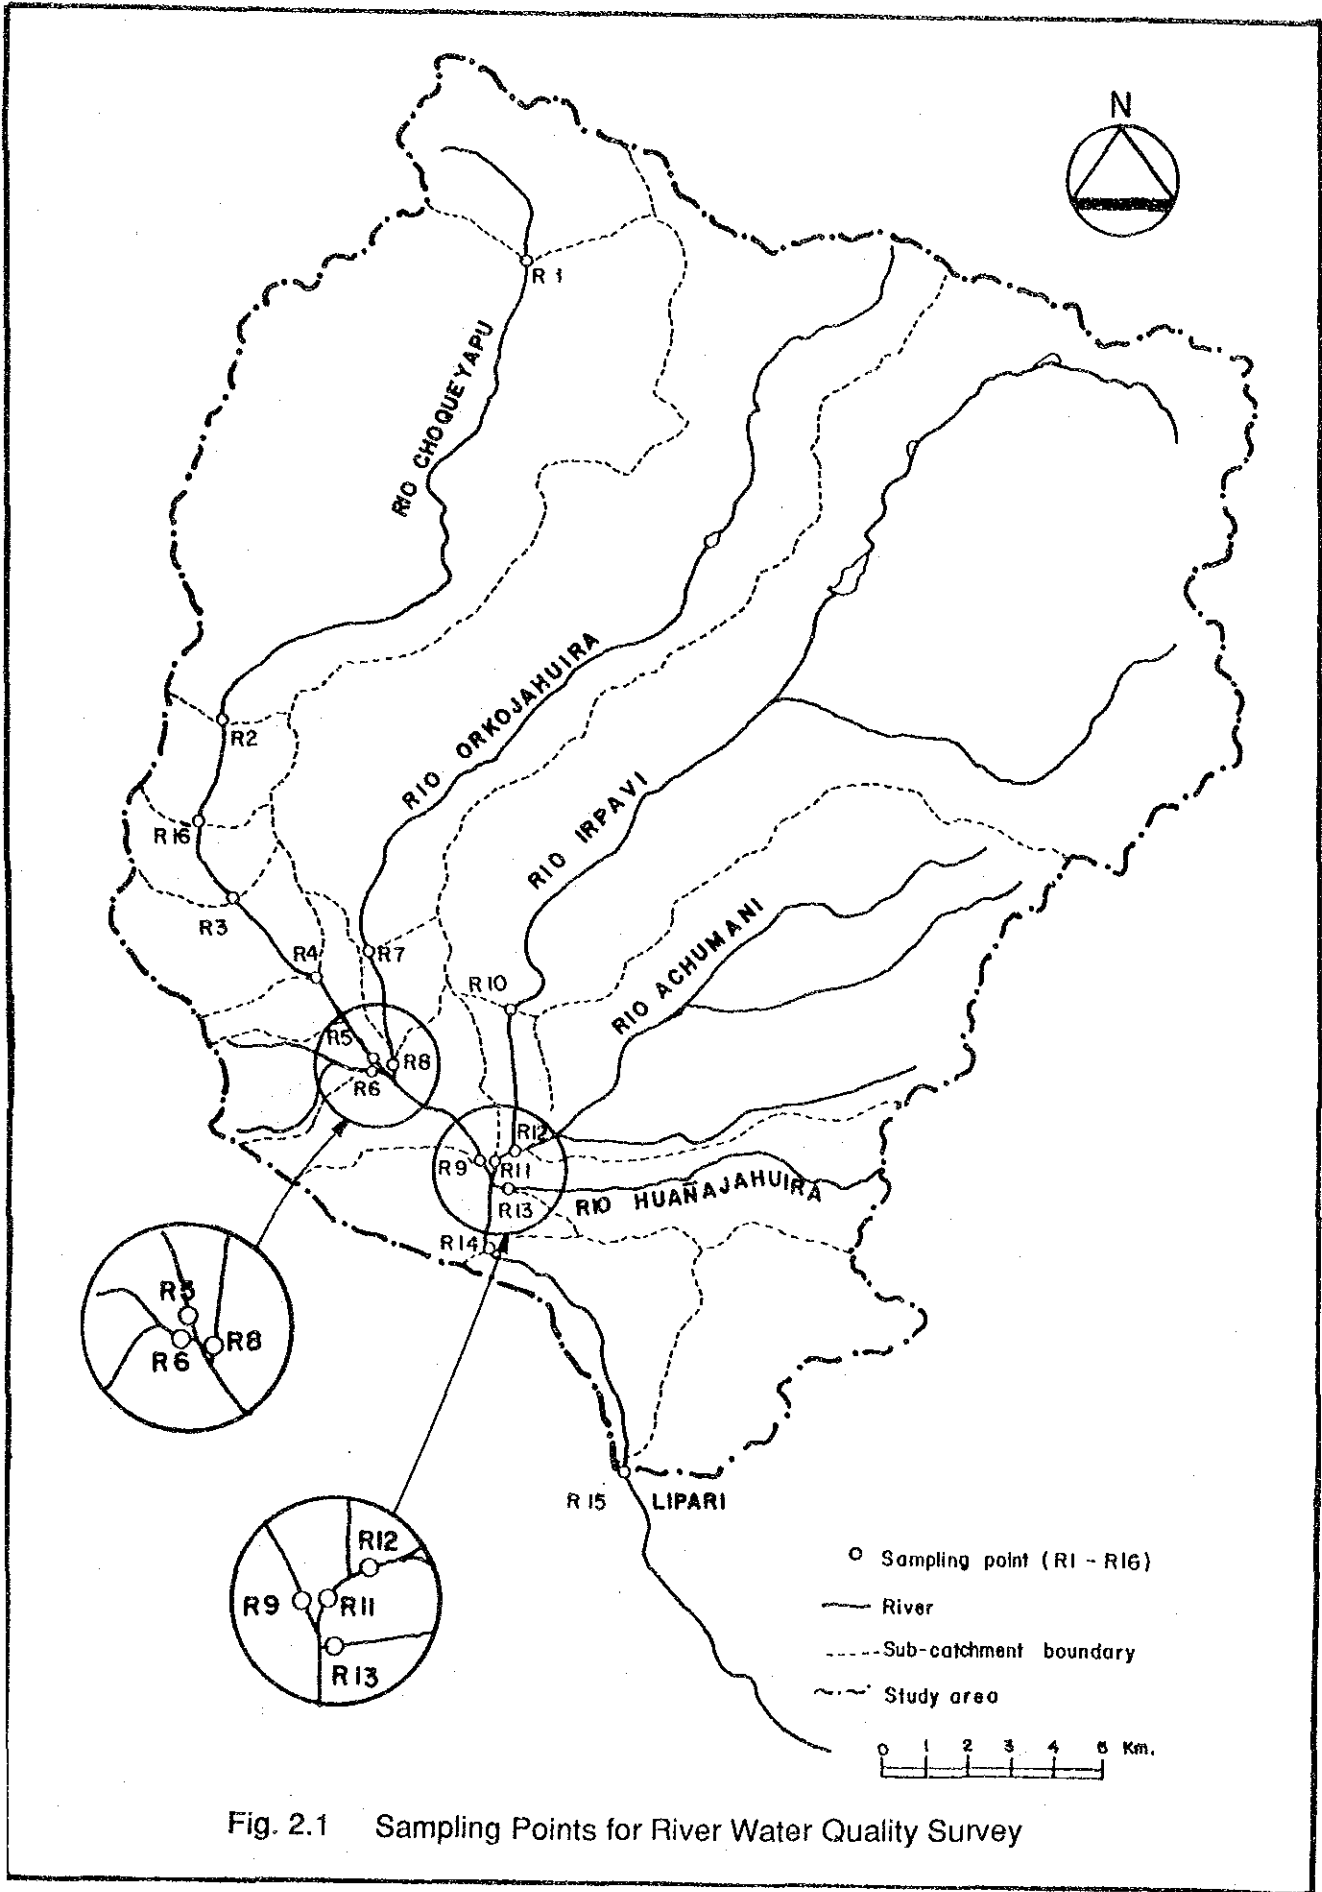 N
R 1
RIO CHOQUEYAPU
RIO ORKOJAHUIRA
R2
RIO IRPAVI
R16
R3
RIO ACHUMANI
R4
R7
R10
R5
R8
R6
R12
R9
R11
RIO HUAÑAJAHUIRA
R13
R14
R5
R8
R6
R15 LIPARI
R12
R9
R11
R13
Sampling point (R1 - R16)
River
Sub-catchment boundary
Study area
0 1 2 3 4 5 Km.
Fig. 2.1 Sampling Points for River Water Quality Survey